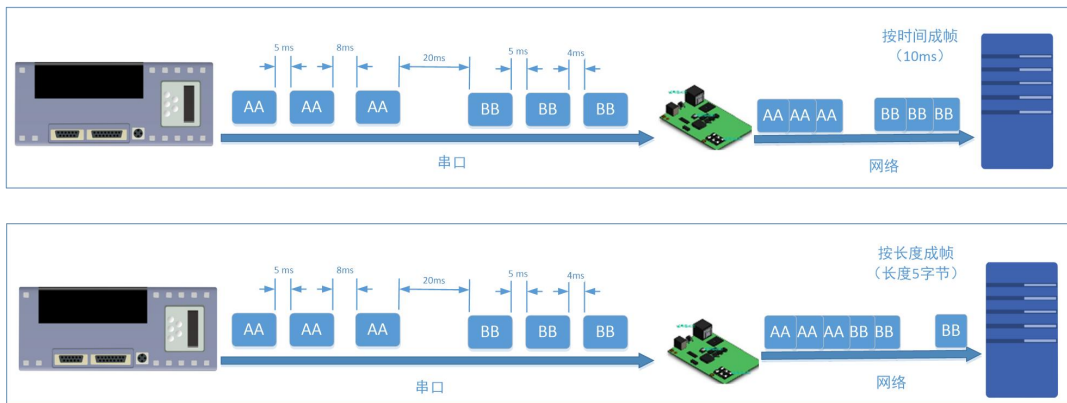 按时间成帧
（10ms）
5 ms
8ms
20ms
5 ms
4ms
AA
AA
AA
BB
BB
BB
AA AA AA
BB BB BB
串口
网络
按长度成帧
（长度5字节）
5 ms
8ms
20ms
5 ms
4ms
AA
AA
AA
BB
BB
BB
AA AA AA BB BB
BB
串口
网络